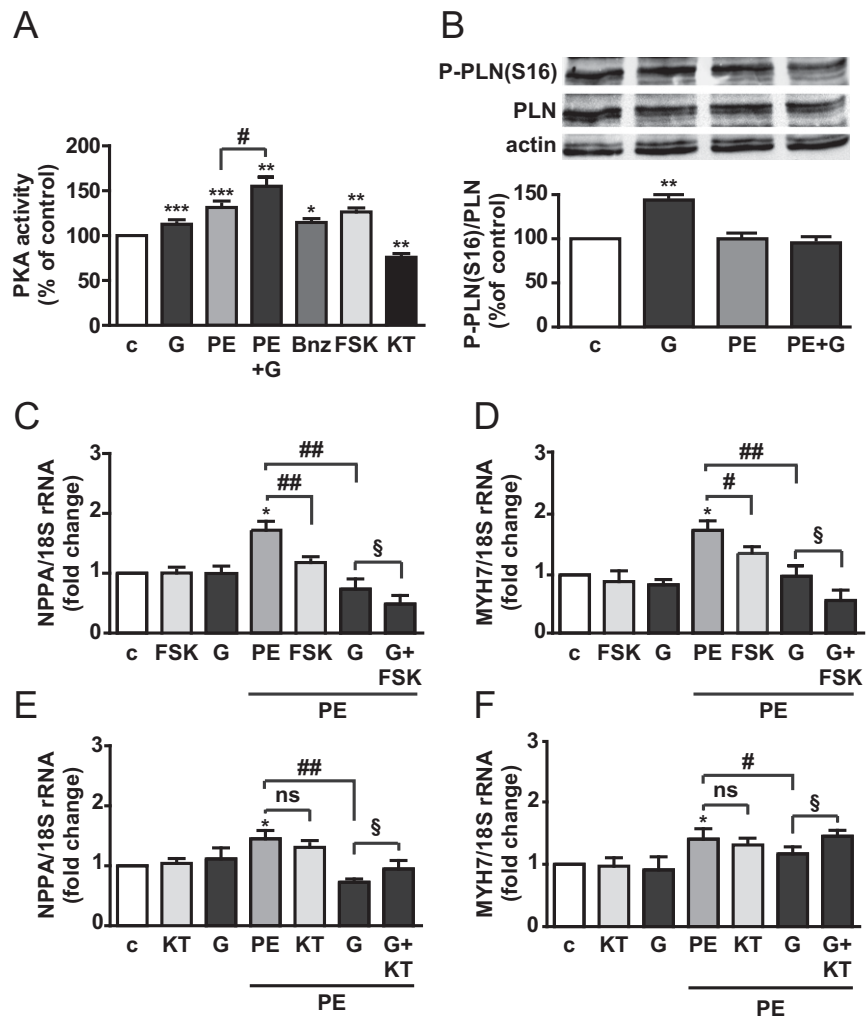 A
PKA activity
(% of control)
200
150
100
50
0
#
***
***
**
*
**
**
c G PE PE Bnz FSK KT
+G
B
P-PLN(S16)
PLN
actin
P-PLN(S16)/PLN
(%of control)
150
100
50
0
**
c G PE PE+G
C
NPPA/18S rRNA
(fold change)
3
2
1
0
##
##
*
§
c FSK G PE FSK G G+
FSK
PE
D
MYH7/18S rRNA
(fold change)
3
2
1
0
##
#
*
§
c FSK G PE FSK G G+
FSK
PE
E
NPPA/18S rRNA
(fold change)
3
2
1
0
##
ns
*
§
c KT G PE KT G G+
KT
PE
F
MYH7/18S rRNA
(fold change)
3
2
1
0
#
ns
*
§
c KT G PE KT G G+
KT
PE